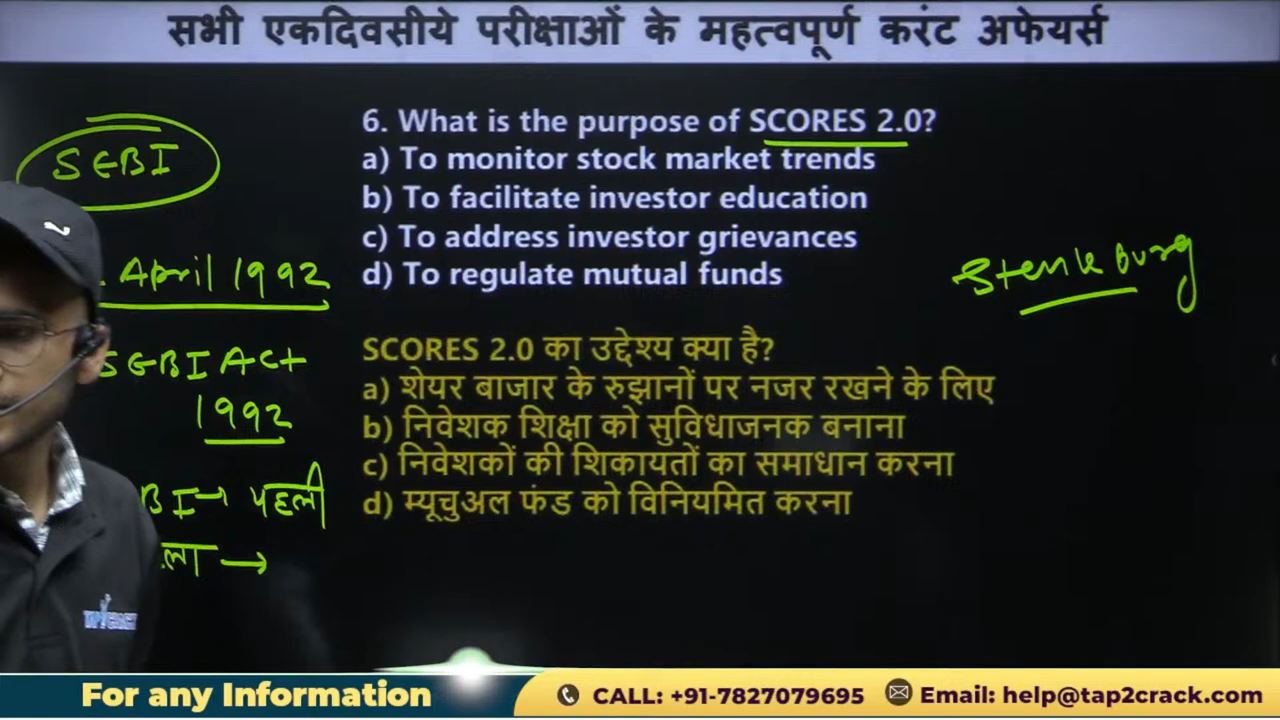 सभी एकदिवसीये परीक्षाओं के महत्वपूर्ण करंट अफेयर्स
SEBI
April 1992
SEBI ACT
1992
BI → पहली
→
6. What is the purpose of SCORES 2.0?
a) To monitor stock market trends
b) To facilitate investor education
c) To address investor grievances
d) To regulate mutual funds
SCORES 2.0 का उद्देश्य क्या है?
a) शेयर बाजार के रुझानों पर नजर रखने के लिए
b) निवेशक शिक्षा को सुविधाजनक बनाना
c) निवेशकों की शिकायतों का समाधान करना
d) म्यूचुअल फंड को विनियमित करना
For any Information
CALL: +91-7827079695
Email: help@tap2crack.com